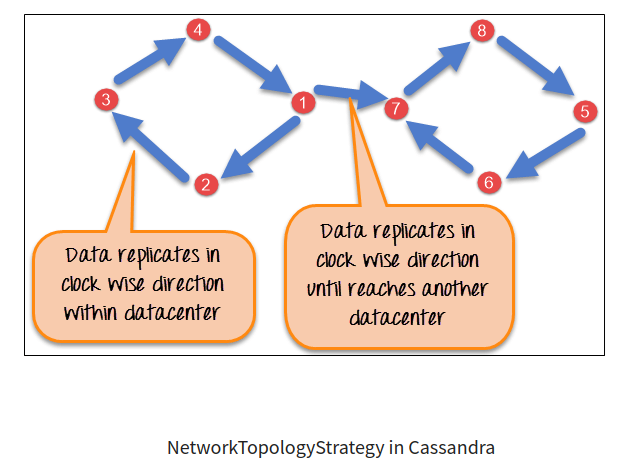 4
8
3
1
7
5
2
6
Data replicates in
clock wise direction
within datacenter
Data replicates in
clock wise direction
until reaches another
datacenter
NetworkTopologyStrategy in Cassandra